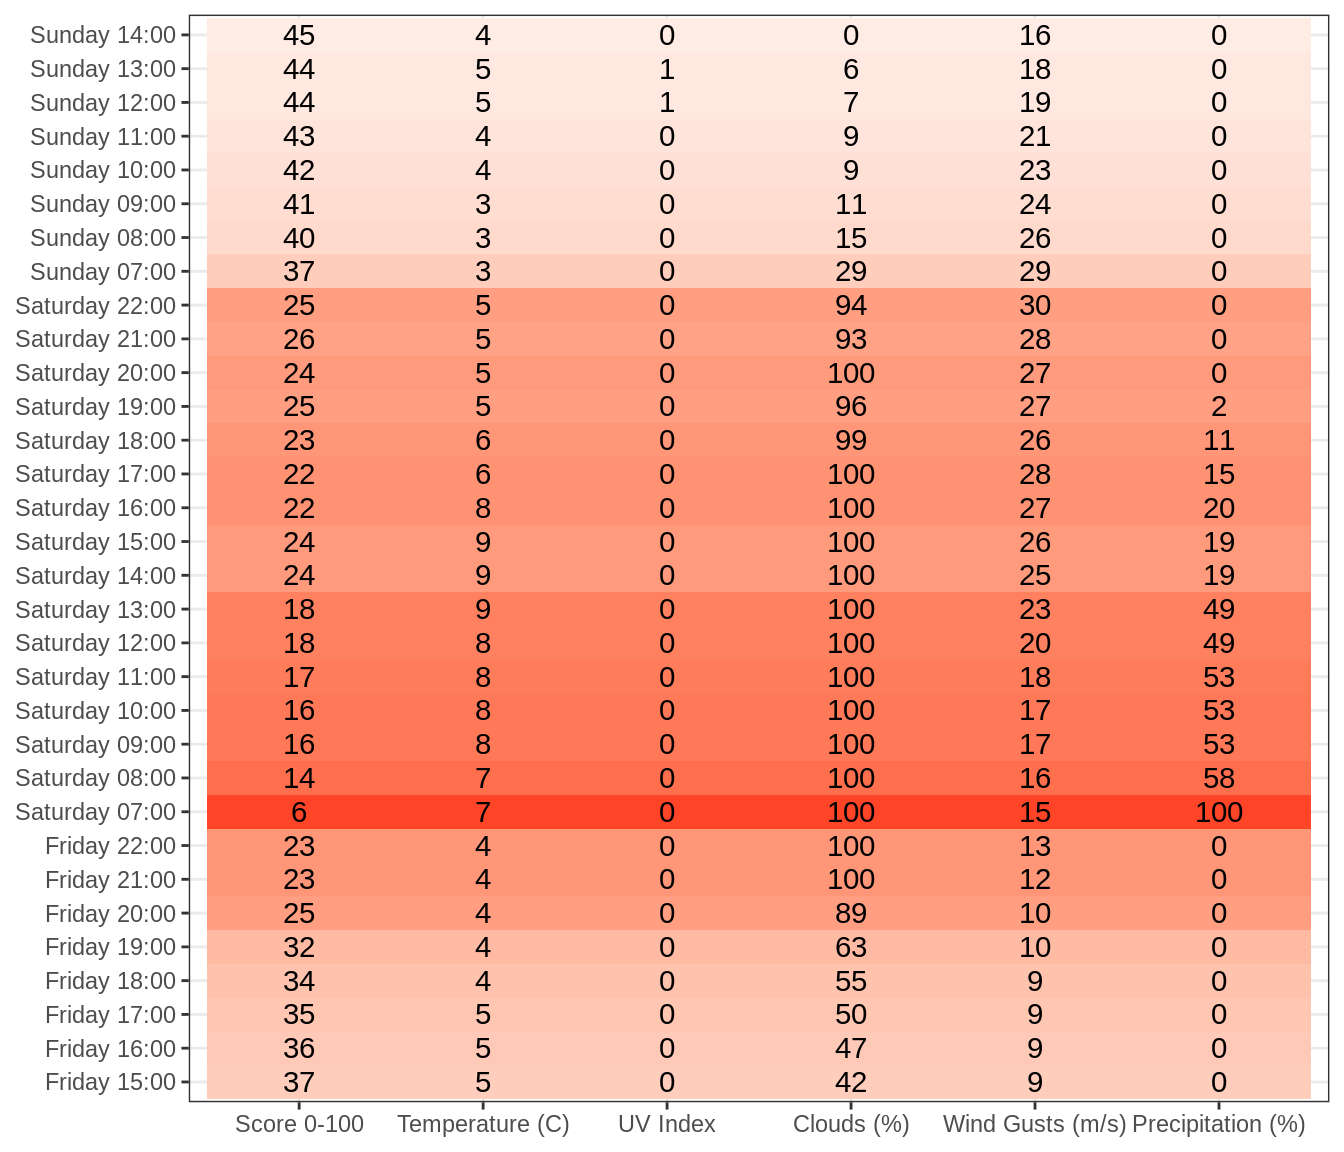 Sunday 14:00 45 4 0 0 16 0
Sunday 13:00 44 5 1 6 18 0
Sunday 12:00 44 5 1 7 19 0
Sunday 11:00 43 4 0 9 21 0
Sunday 10:00 42 4 0 9 23 0
Sunday 09:00 41 3 0 11 24 0
Sunday 08:00 40 3 0 15 26 0
Sunday 07:00 37 3 0 29 29 0
Saturday 22:00 25 5 0 94 30 0
Saturday 21:00 26 5 0 93 28 0
Saturday 20:00 24 5 0 100 27 0
Saturday 19:00 25 5 0 96 27 2
Saturday 18:00 23 6 0 99 26 11
Saturday 17:00 22 6 0 100 28 15
Saturday 16:00 22 8 0 100 27 20
Saturday 15:00 24 9 0 100 26 19
Saturday 14:00 24 9 0 100 25 19
Saturday 13:00 18 9 0 100 23 49
Saturday 12:00 18 8 0 100 20 49
Saturday 11:00 17 8 0 100 18 53
Saturday 10:00 16 8 0 100 17 53
Saturday 09:00 16 8 0 100 17 53
Saturday 08:00 14 7 0 100 16 58
Saturday 07:00 6 7 0 100 15 100
Friday 22:00 23 4 0 100 13 0
Friday 21:00 23 4 0 100 12 0
Friday 20:00 25 4 0 89 10 0
Friday 19:00 32 4 0 63 10 0
Friday 18:00 34 4 0 55 9 0
Friday 17:00 35 5 0 50 9 0
Friday 16:00 36 5 0 47 9 0
Friday 15:00 37 5 0 42 9 0
Score 0-100 Temperature (C) UV Index Clouds (%) Wind Gusts (m/s) Precipitation (%)